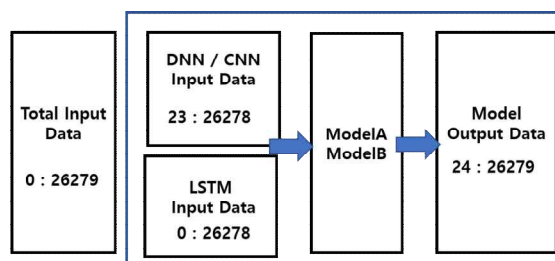 Total Input
Data
0 : 26279
DNN / CNN
Input Data
23 : 26278
LSTM
Input Data
0 : 26278
ModelA
ModelB
Model
Output Data
24 : 26279